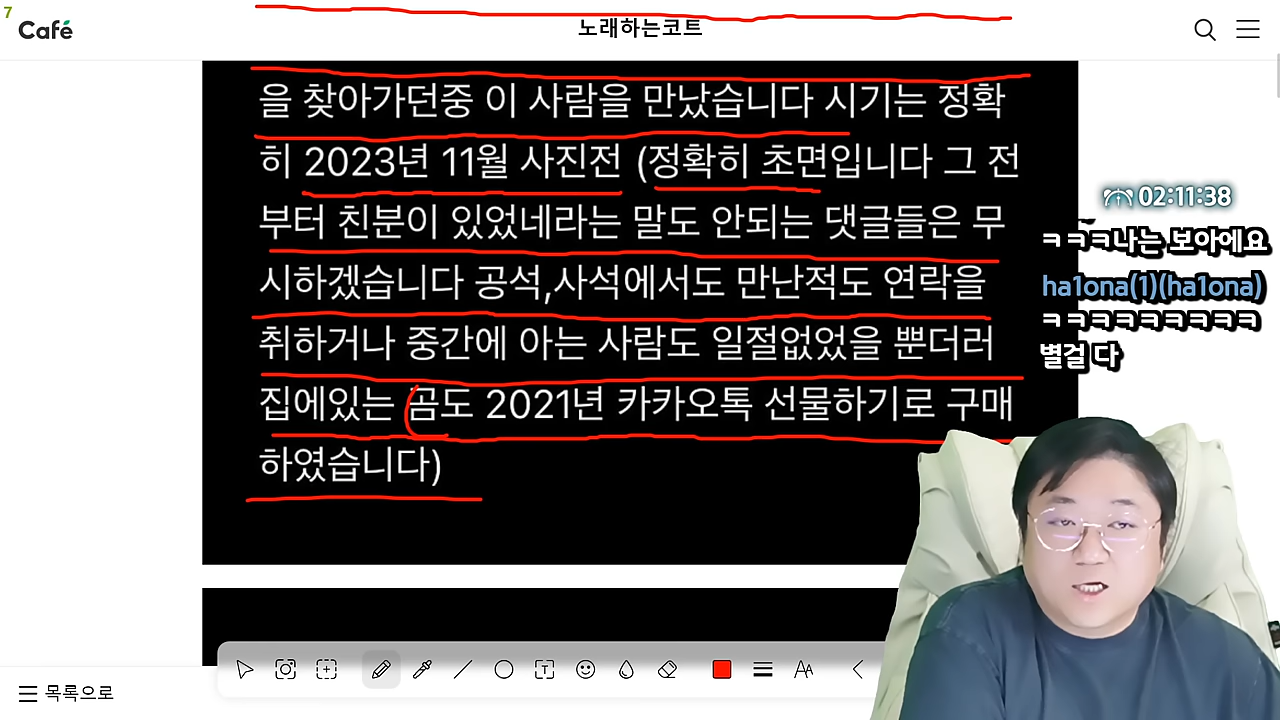 7
Café
노래하는코트
을 찾아가던중 이 사람을 만났습니다 시기는 정확
히 2023년 11월 사진전 (정확히 초면입니다 그 전
부터 친분이 있었네라는 말도 안되는 댓글들은 무
시하겠습니다 공석,사석에서도 만난적도 연락을
취하거나 중간에 아는 사람도 일절없었을 뿐더러
집에있는 곰도 2021년 카카오톡 선물하기로 구매
하였습니다)
02:11:38
ㅋㅋㅋ나는 보아에요
ha1ona(1)(ha1ona)
ㅋㅋㅋㅋㅋㅋㅋㅋㅋ
별걸 다
T
AA
목록으로